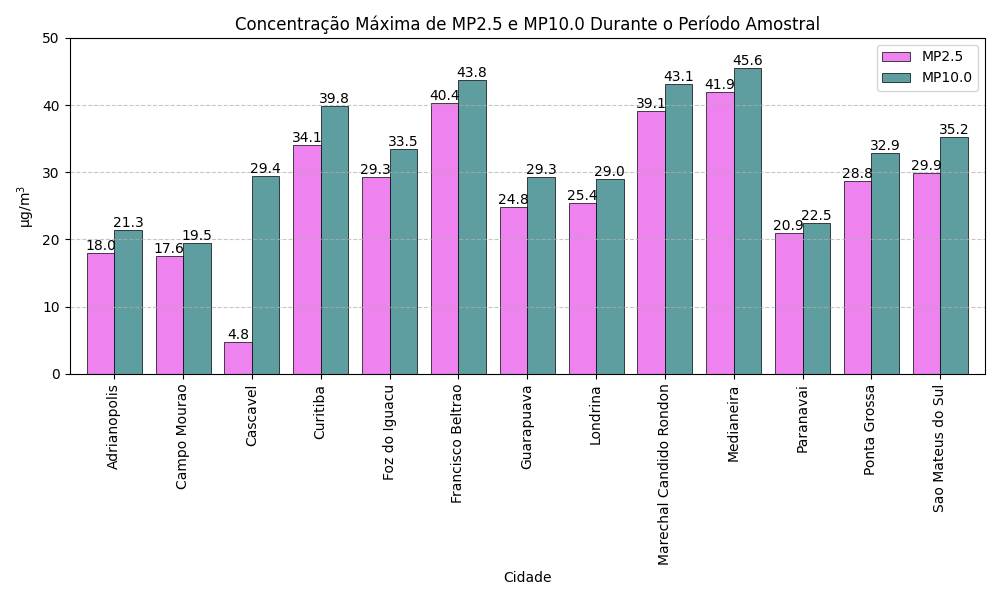 Concentração Máxima de MP2.5 e MP10.0 Durante o Período Amostral
MP2.5
MP10.0
µg/m³
50
40
30
20
10
0
18.0
21.3
17.6
19.5
4.8
29.4
34.1
39.8
29.3
33.5
40.4
43.8
24.8
29.3
25.4
29.0
39.1
43.1
41.9
45.6
20.9
22.5
28.8
32.9
29.9
35.2
Adrianopolis
Campo Mourao
Cascavel
Curitiba
Foz do Iguacu
Francisco Beltrao
Guarapuava
Londrina
Marechal Candido Rondon
Medianeira
Paranavai
Ponta Grossa
Sao Mateus do Sul
Cidade